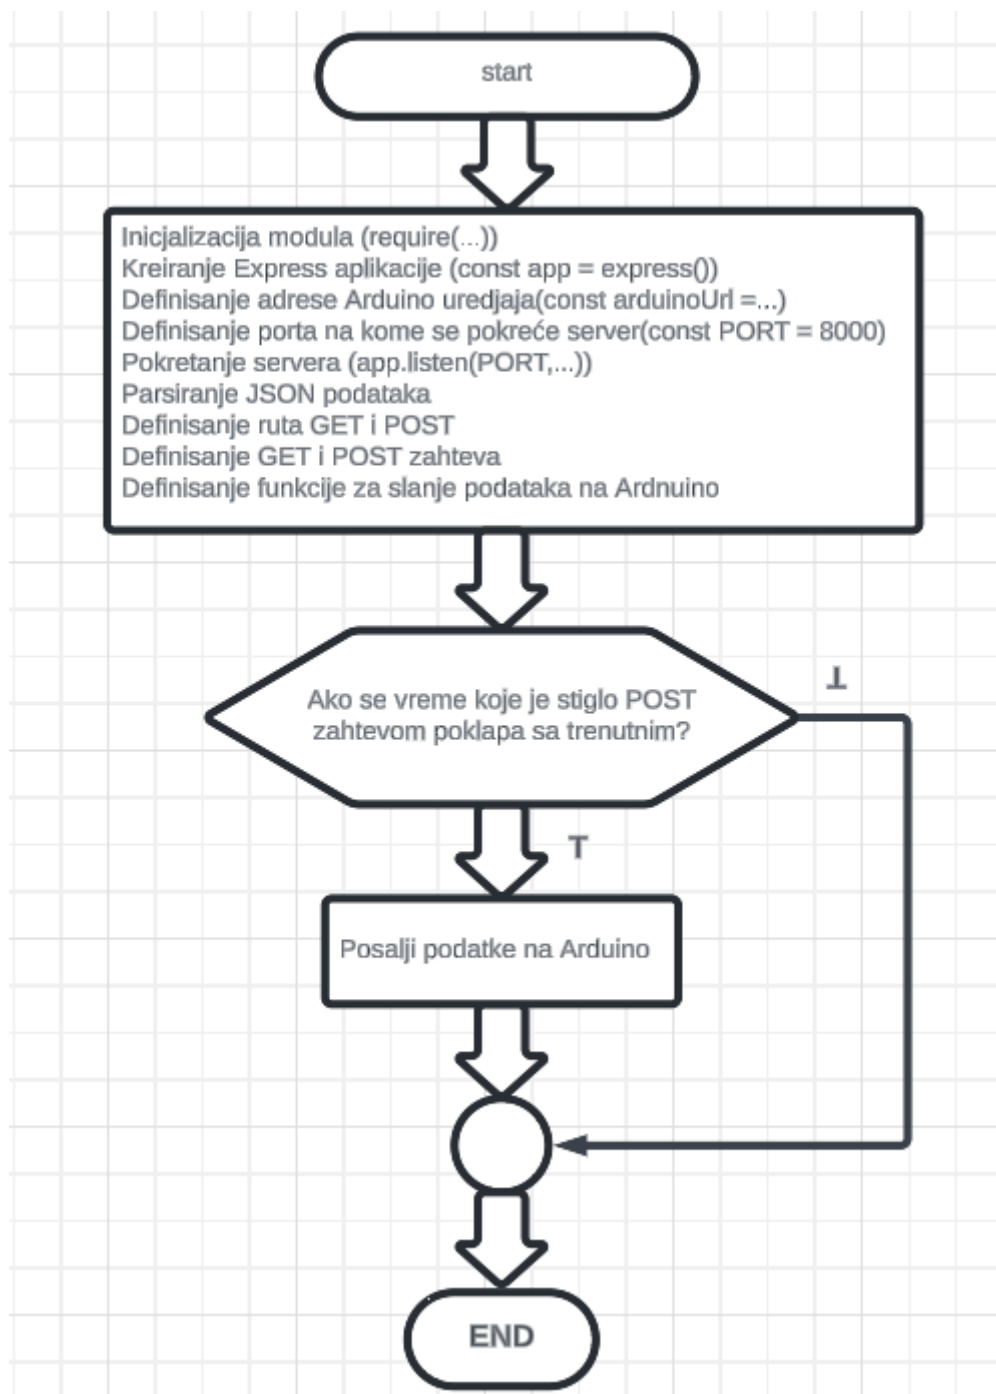 start
Inicjalizacija modula (require(...))
Kreiranje Express aplikacije (const app = express())
Definisanje adrese Arduino uredjaja(const arduinoUrl =...)
Definisanje porta na kome se pokreće server(const PORT = 8000)
Pokretanje servera (app.listen(PORT,...))
Parsiranje JSON podataka
Definisanje ruta GET i POST
Definisanje GET i POST zahteva
Definisanje funkcije za slanje podataka na Ardnuino
Ako se vreme koje je stiglo POST
zahtevom poklapa sa trenutnim?
⊥
T
Posalji podatke na Arduino
END